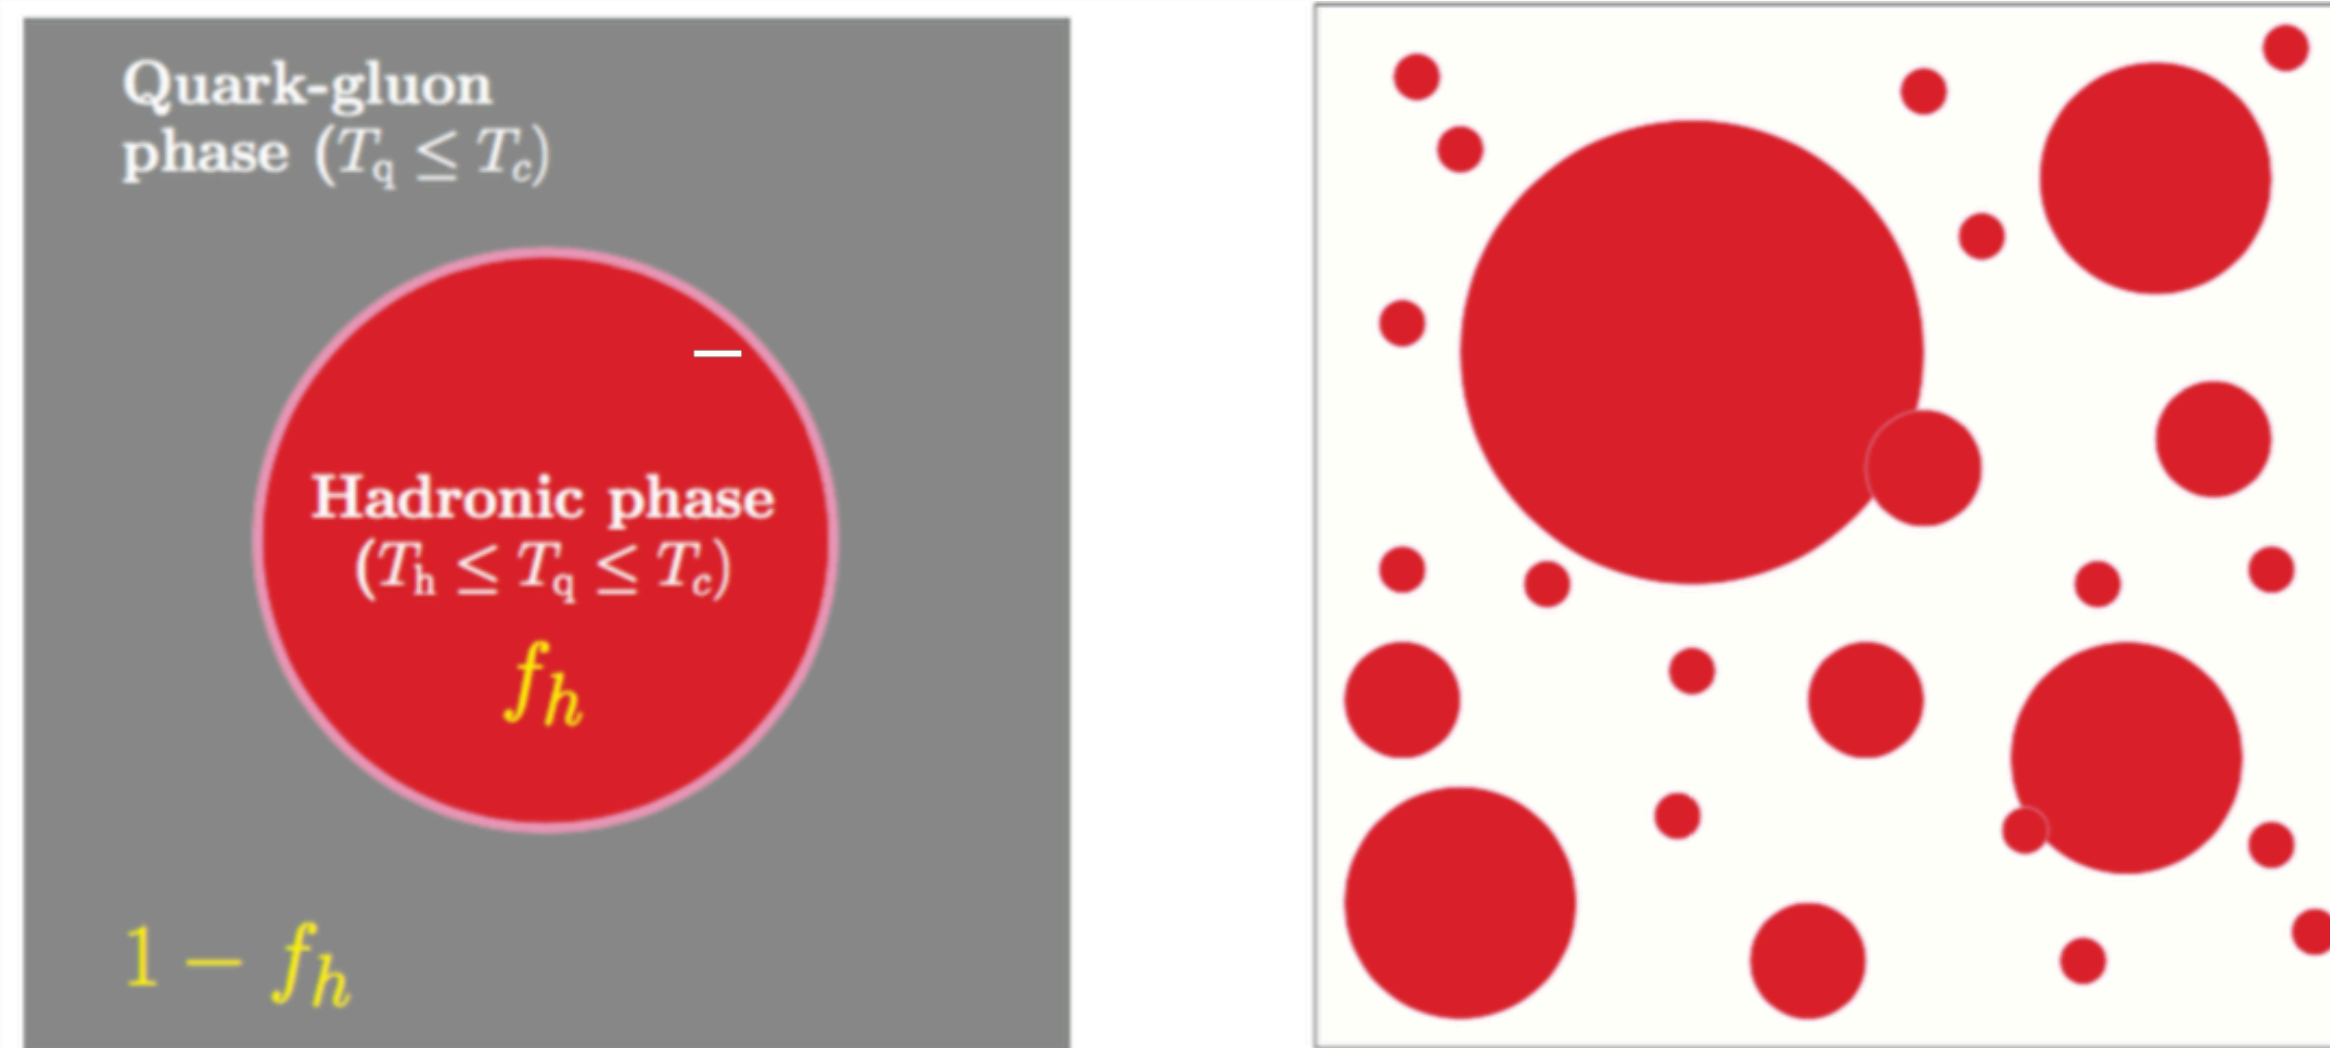 Quark-gluon
phase (T_q ≤ T_c)
Hadronic phase
(T_h ≤ T_q ≤ T_c)
f_h
1 − f_h